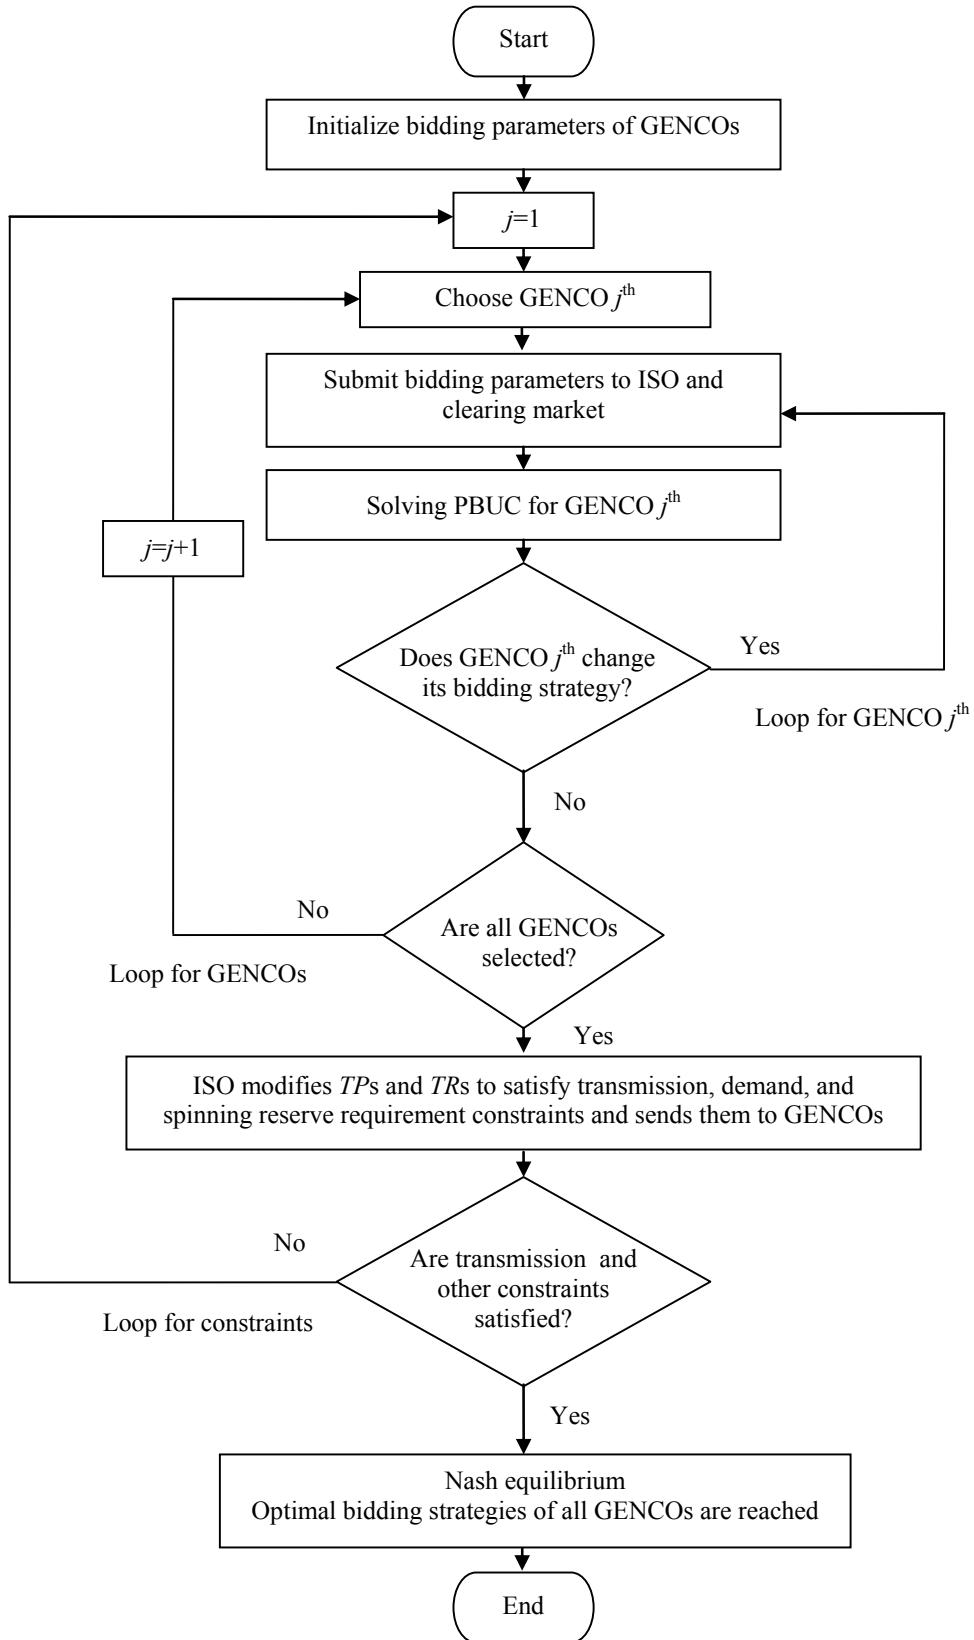 Start
Initialize bidding parameters of GENCOs
j=1
Choose GENCO jth
Submit bidding parameters to ISO and
clearing market
Solving PBUC for GENCO jth
j=j+1
Does GENCO jth change
its bidding strategy?
Yes
Loop for GENCO jth
No
Are all GENCOs
selected?
No
Loop for GENCOs
Yes
ISO modifies TPs and TRs to satisfy transmission, demand, and
spinning reserve requirement constraints and sends them to GENCOs
No
Are transmission and
other constraints
satisfied?
Loop for constraints
Yes
Nash equilibrium
Optimal bidding strategies of all GENCOs are reached
End